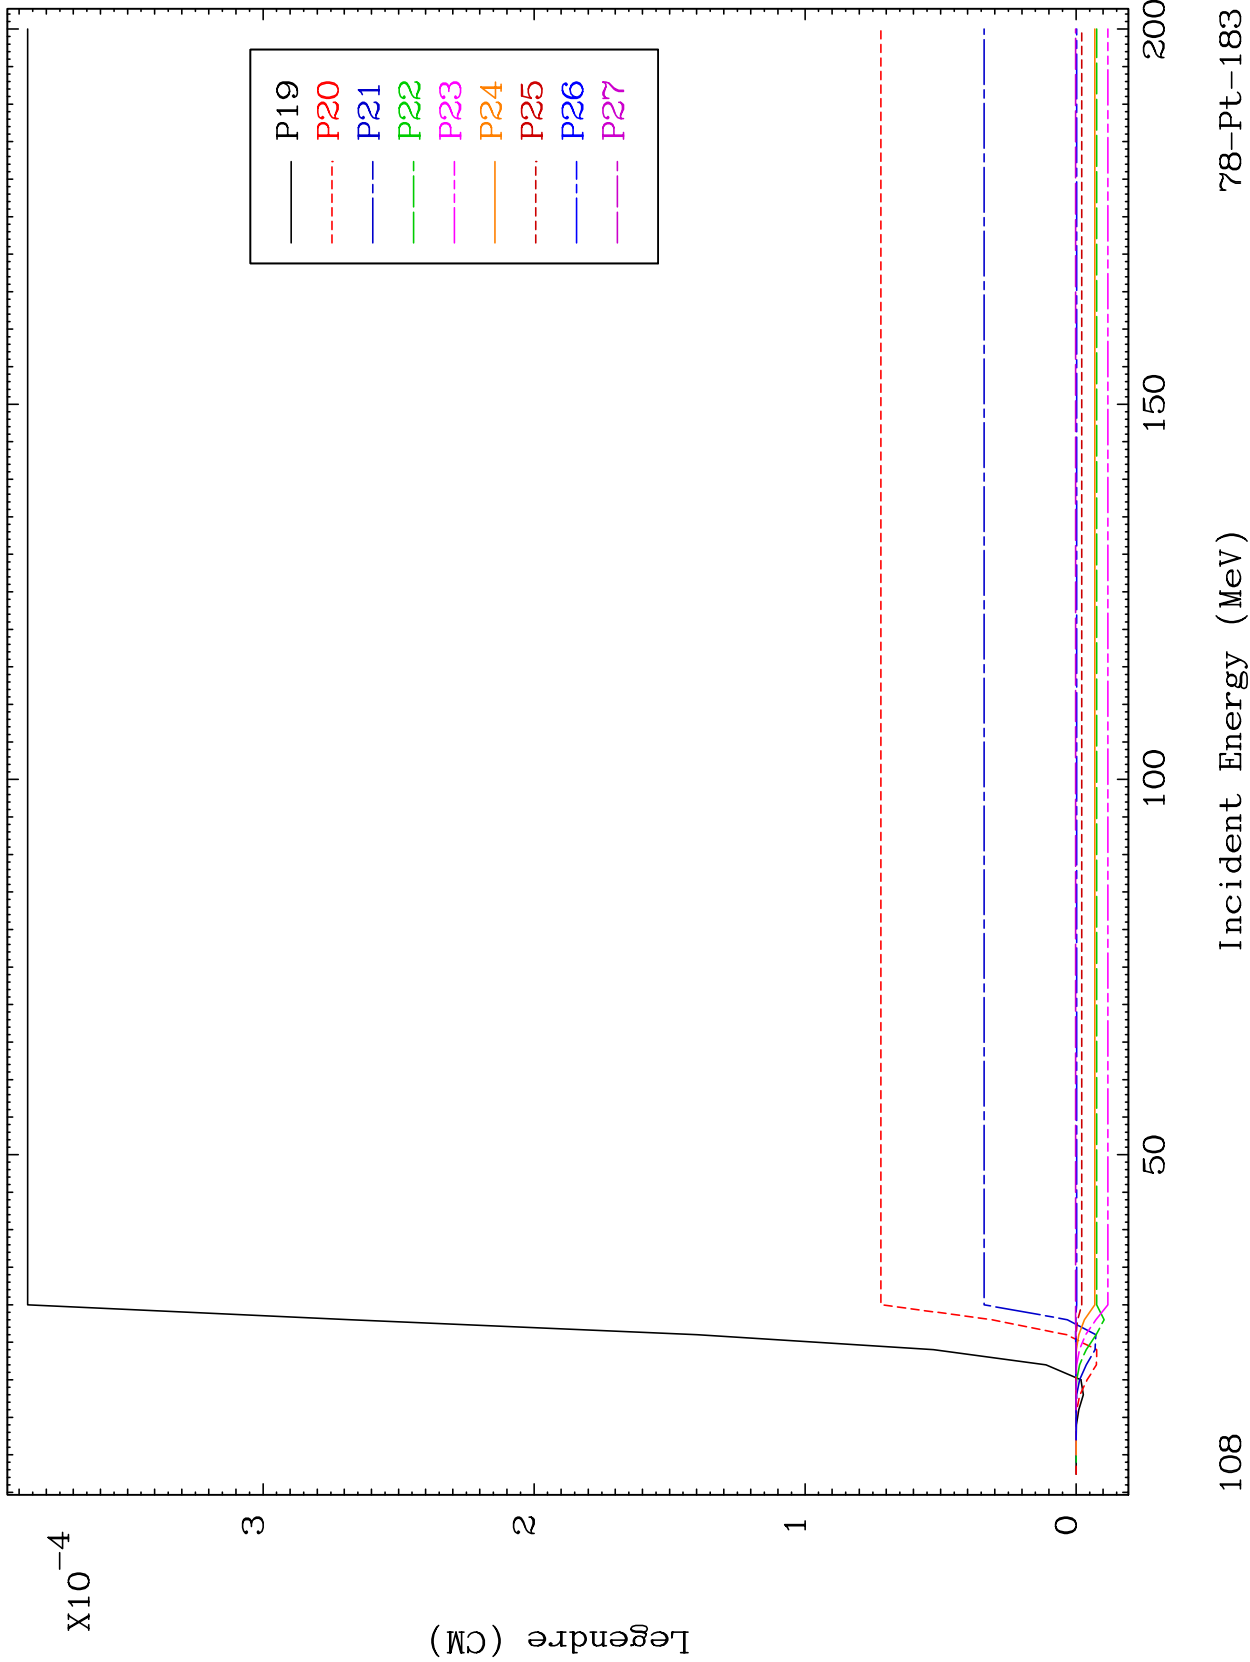 X10-4
Legendre (CM)
3
2
1
0
P19
P20
P21
P22
P23
P24
P25
P26
P27
50
100
150
200
108
Incident Energy (MeV)
78-Pt-183